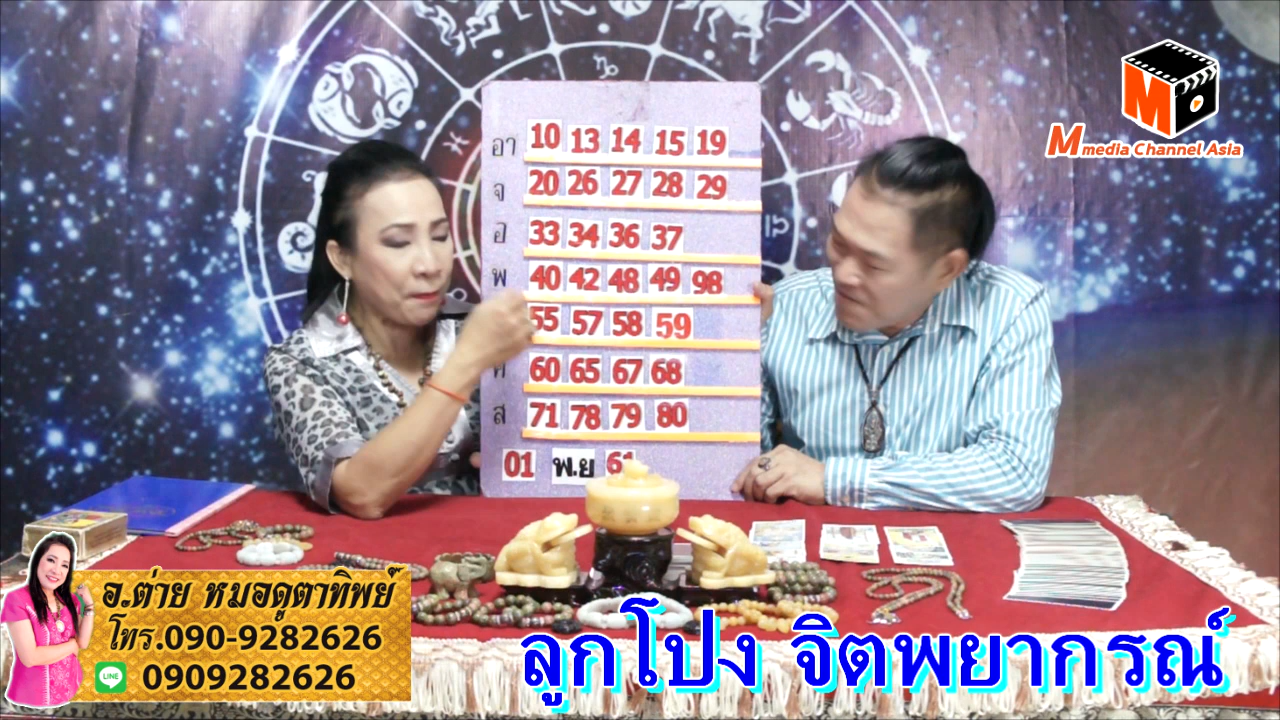 M media Channel Asia
อา 10 13 14 15 19
จ 20 26 27 28 29
อ 33 34 36 37
พ 40 42 48 49 98
55 57 58 59
ศ 60 65 67 68
ส 71 78 79 80
01 พ.ย 61
อ.ต่าย หมอดูตาทิพย์
โทร.090-9282626
LINE 0909282626
ลูกโป่ง จิตพยากรณ์